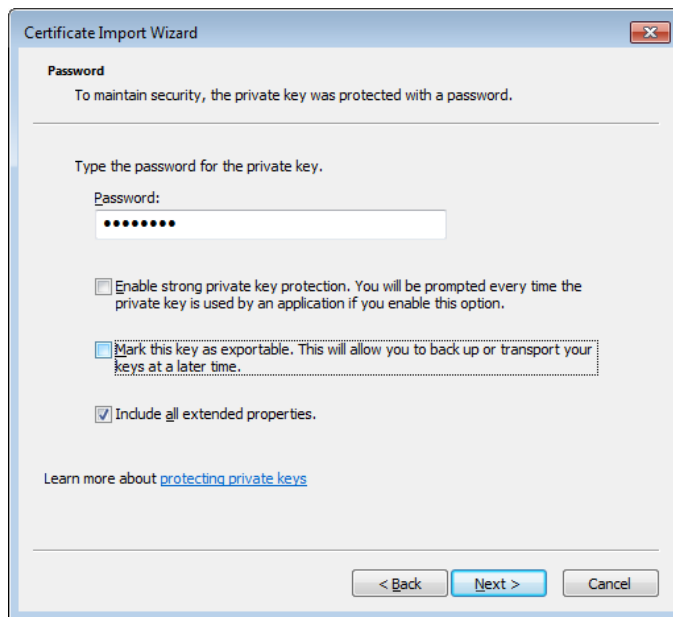 Certificate Import Wizard
Password
To maintain security, the private key was protected with a password.
Type the password for the private key.
Password:
••••••••
Enable strong private key protection. You will be prompted every time the
private key is used by an application if you enable this option.
Mark this key as exportable. This will allow you to back up or transport your
keys at a later time.
Include all extended properties.
Learn more about protecting private keys
< Back
Next >
Cancel